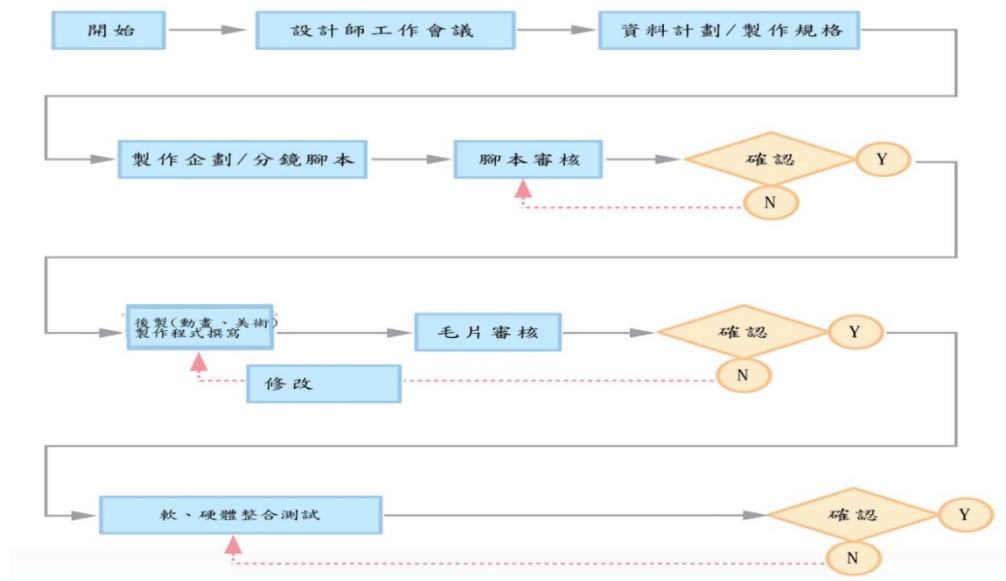 開始
設計師工作會議
資料計劃/製作規格
製作企劃/分鏡腳本
腳本審核
確認
Y
N
後製(動畫、美術)
製作程式撰寫
毛片審核
確認
Y
N
修改
軟、硬體整合測試
確認
Y
N